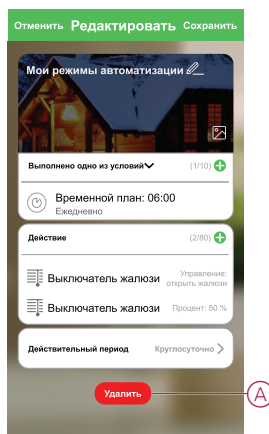 Отменить Редактировать Сохранить
Мои режимы автоматизации
Выполнено одно из условий (1/10)
Временной план: 06:00
Ежедневно
Действие (2/80)
Выключатель жалюзи Управление:
открыть жалюзи
Выключатель жалюзи Процент: 50 %
Действительный период Круглосуточно
Удалить
A